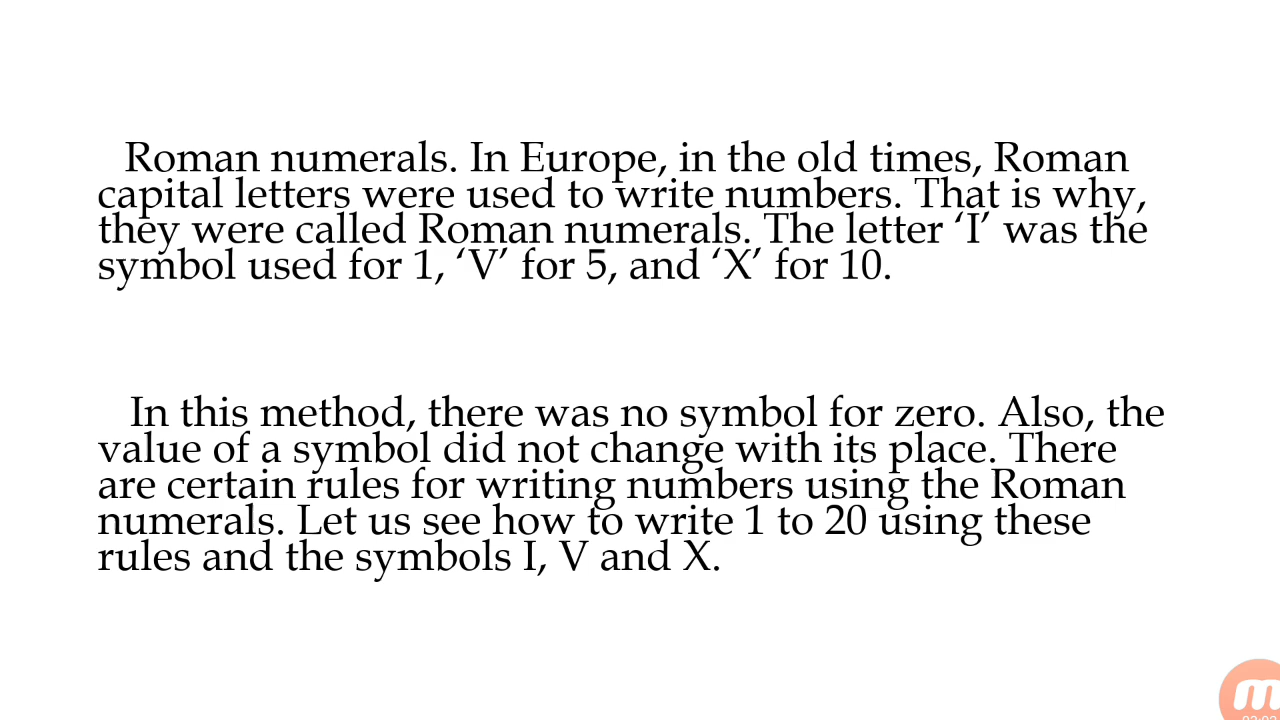 Roman numerals. In Europe, in the old times, Roman
capital letters were used to write numbers. That is why,
they were called Roman numerals. The letter ‘I’ was the
symbol used for 1, ‘V’ for 5, and ‘X’ for 10.
In this method, there was no symbol for zero. Also, the
value of a symbol did not change with its place. There
are certain rules for writing numbers using the Roman
numerals. Let us see how to write 1 to 20 using these
rules and the symbols I, V and X.
m